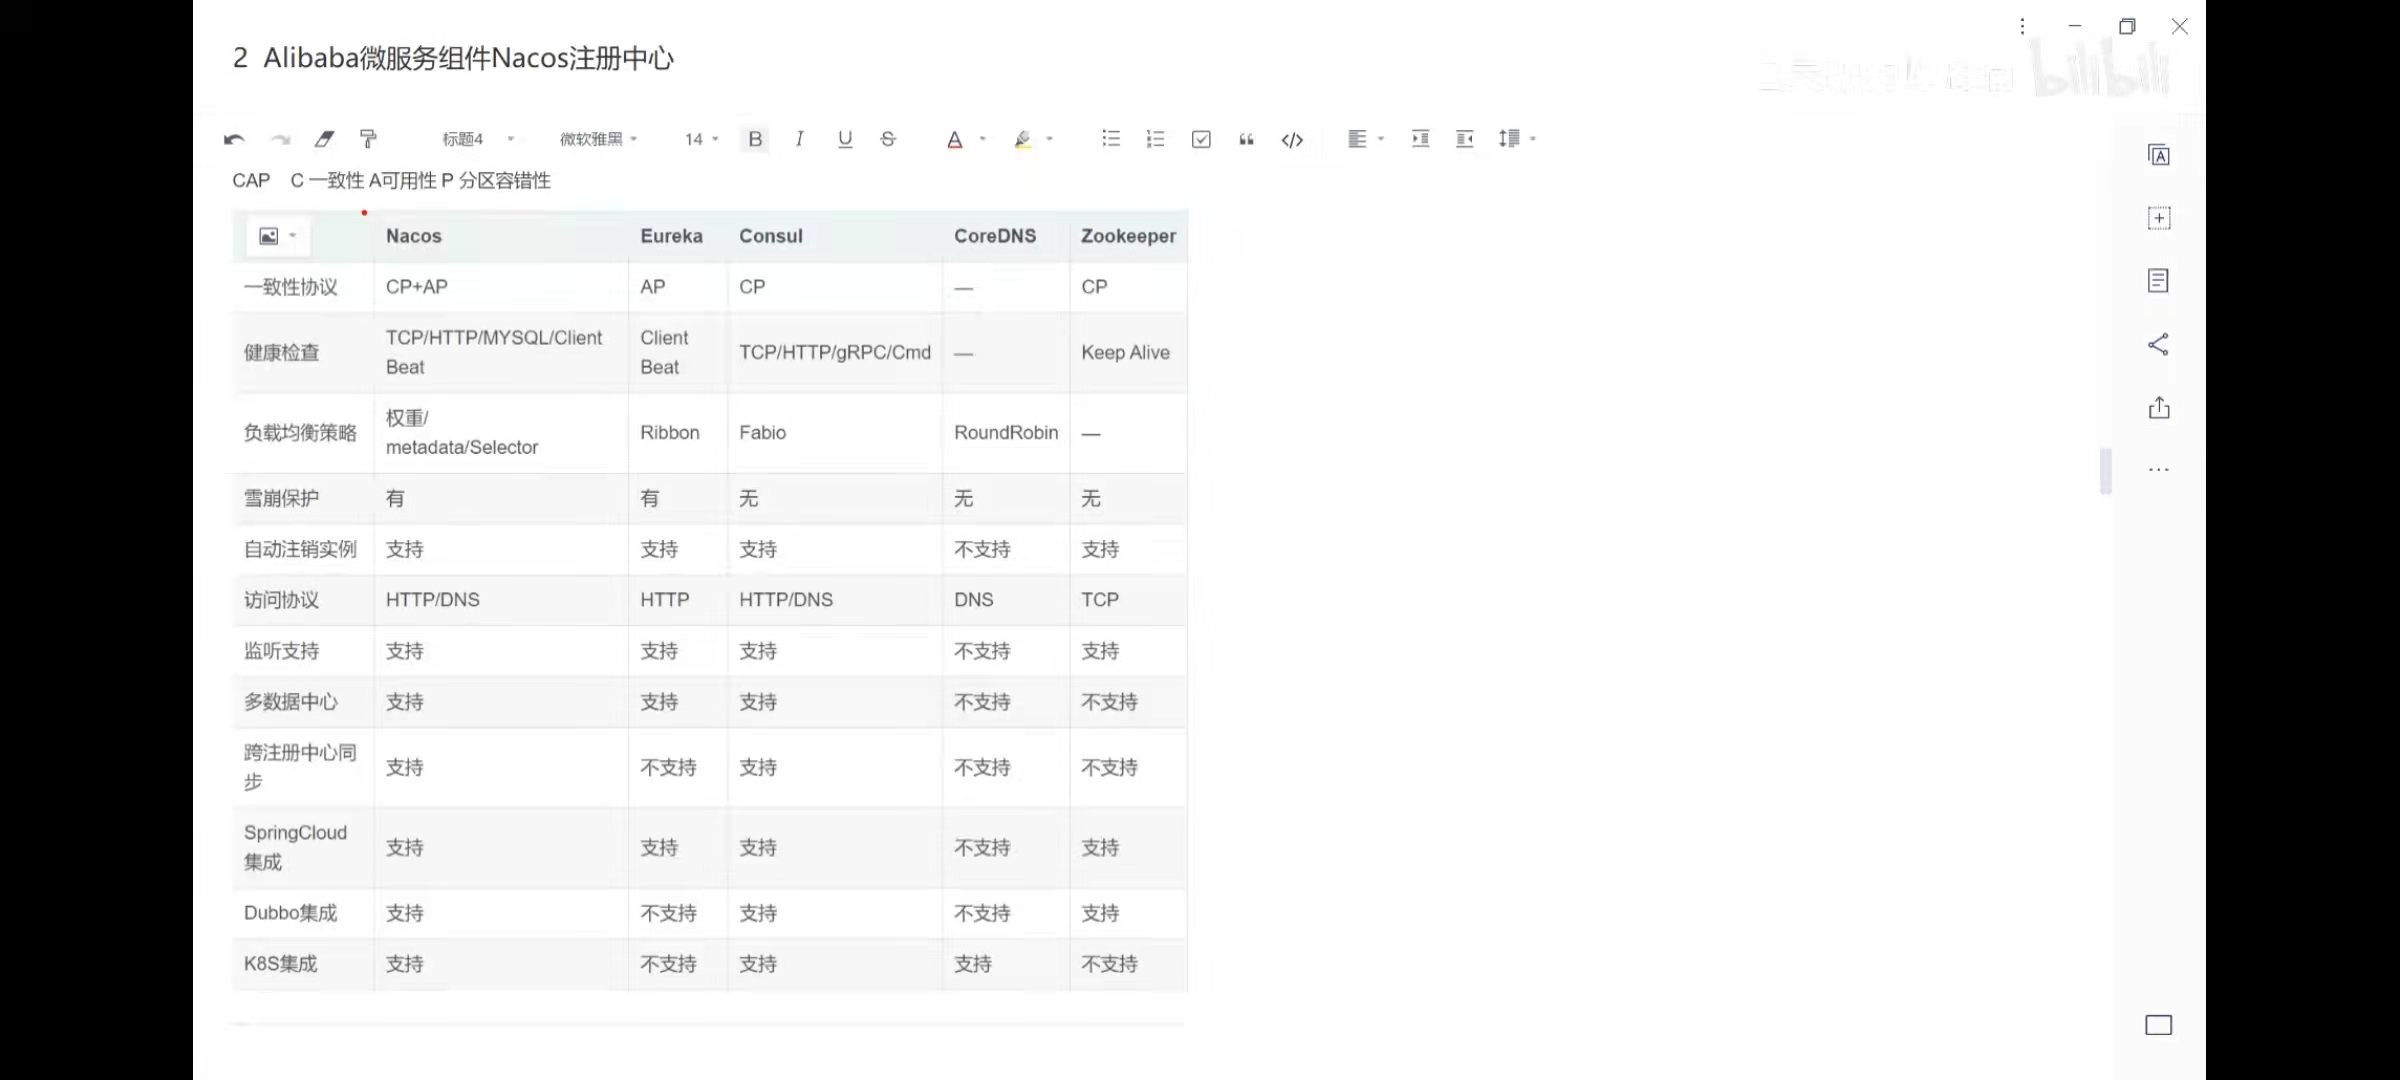 2 Alibaba微服务组件Nacos注册中心
bilibili
标题4 微软雅黑 14 B I U S A
CAP C 一致性 A可用性 P 分区容错性
Nacos Eureka Consul CoreDNS Zookeeper
一致性协议 CP+AP AP CP — CP
健康检查 TCP/HTTP/MYSQL/Client Beat Client Beat TCP/HTTP/gRPC/Cmd — Keep Alive
负载均衡策略 权重/metadata/Selector Ribbon Fabio RoundRobin —
雪崩保护 有 有 无 无 无
自动注销实例 支持 支持 支持 不支持 支持
访问协议 HTTP/DNS HTTP HTTP/DNS DNS TCP
监听支持 支持 支持 支持 不支持 支持
多数据中心 支持 支持 支持 不支持 不支持
跨注册中心同步 支持 不支持 支持 不支持 不支持
SpringCloud集成 支持 支持 支持 不支持 支持
Dubbo集成 支持 不支持 支持 不支持 支持
K8S集成 支持 不支持 支持 支持 不支持